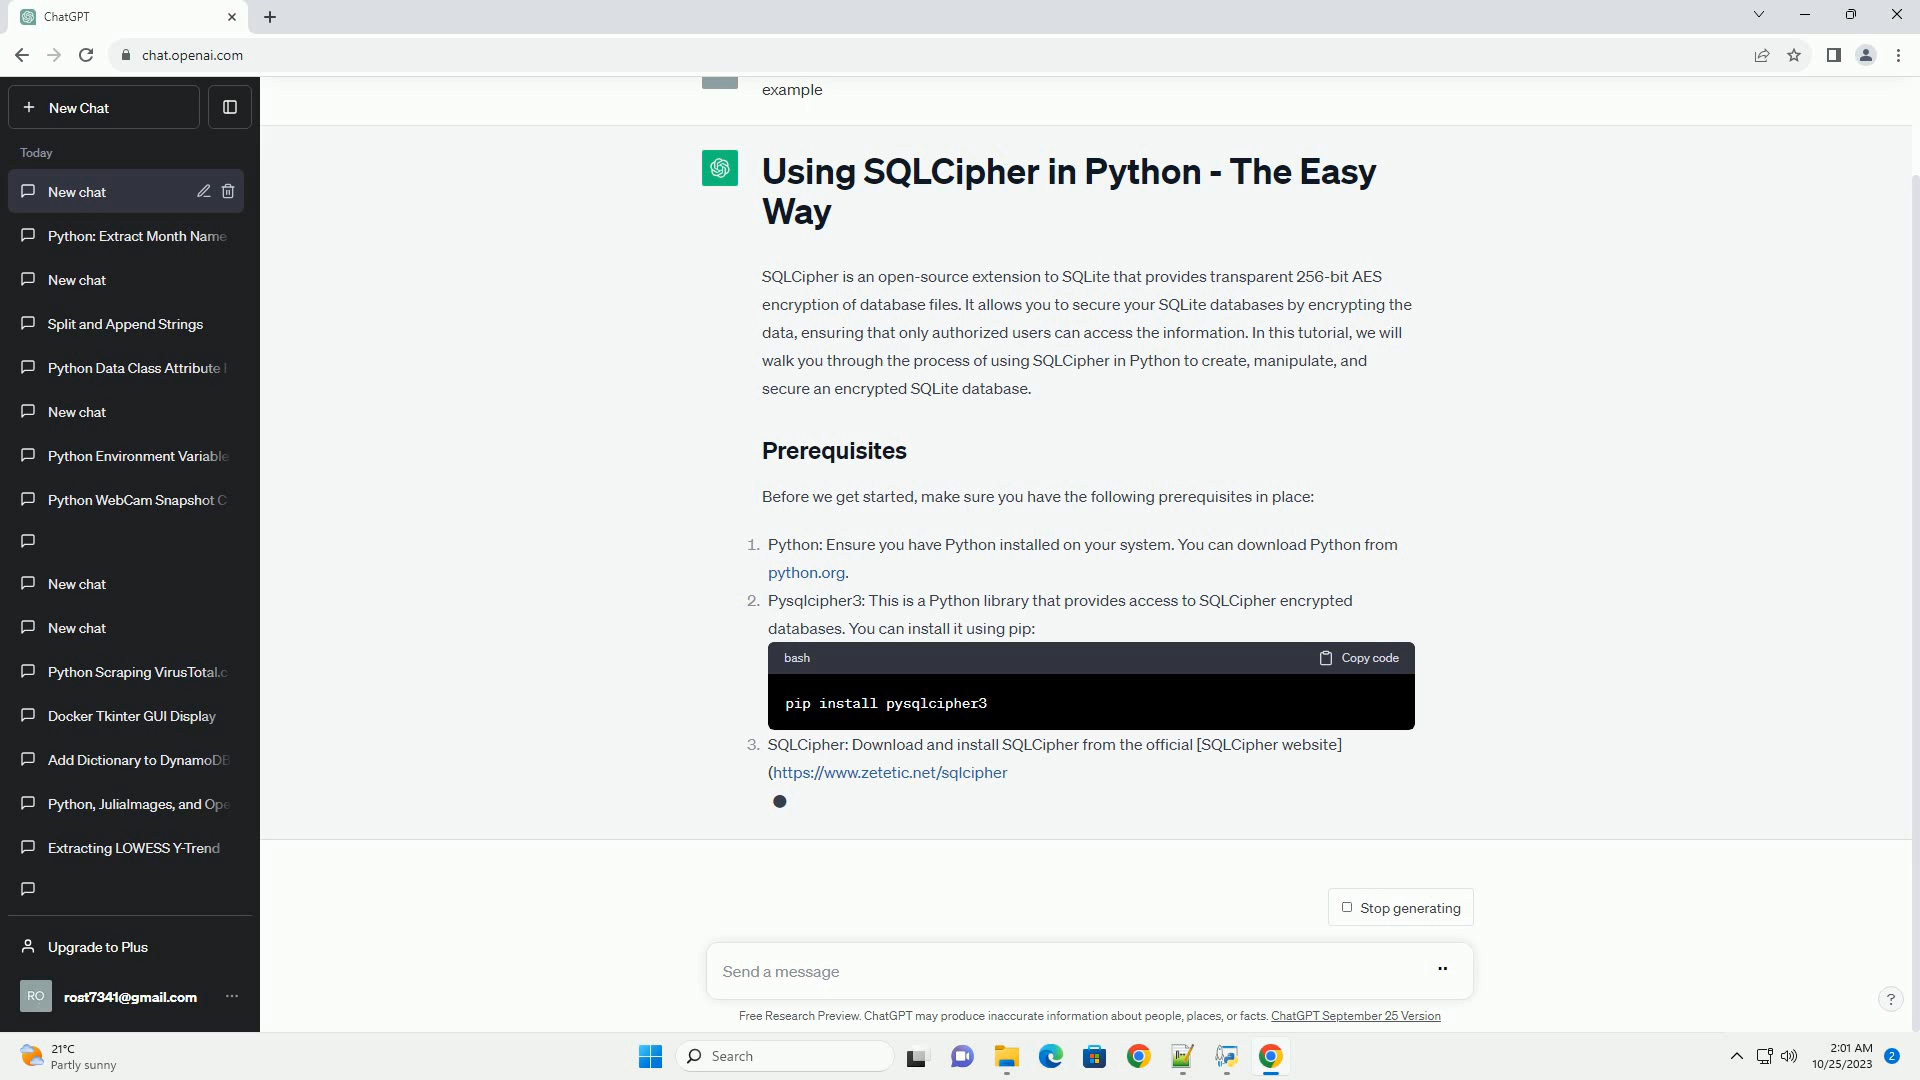 ChatGPT
chat.openai.com
New Chat
Today
New chat
Python: Extract Month Name
New chat
Split and Append Strings
Python Data Class Attribute
New chat
Python Environment Variable
Python WebCam Snapshot C
New chat
New chat
Python Scraping VirusTotal.c
Docker Tkinter GUI Display
Add Dictionary to DynamoDB
Python, JuliaImages, and Ope
Extracting LOWESS Y-Trend
Upgrade to Plus
RO rost7341@gmail.com
example
Using SQLCipher in Python - The Easy
Way
SQLCipher is an open-source extension to SQLite that provides transparent 256-bit AES
encryption of database files. It allows you to secure your SQLite databases by encrypting the
data, ensuring that only authorized users can access the information. In this tutorial, we will
walk you through the process of using SQLCipher in Python to create, manipulate, and
secure an encrypted SQLite database.
Prerequisites
Before we get started, make sure you have the following prerequisites in place:
1. Python: Ensure you have Python installed on your system. You can download Python from
python.org.
2. Pysqlcipher3: This is a Python library that provides access to SQLCipher encrypted
databases. You can install it using pip:
bash Copy code
pip install pysqlcipher3
3. SQLCipher: Download and install SQLCipher from the official [SQLCipher website]
(https://www.zetetic.net/sqlcipher
Stop generating
Send a message
Free Research Preview. ChatGPT may produce inaccurate information about people, places, or facts. ChatGPT September 25 Version
?
21°C
Partly sunny
Search
2:01 AM
10/25/2023
2